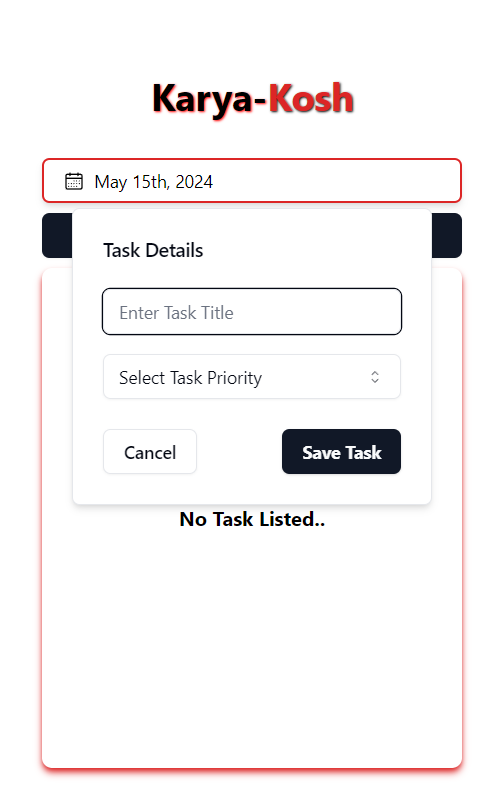 Karya-Kosh
May 15th, 2024
Task Details
Enter Task Title
Select Task Priority
Cancel
Save Task
No Task Listed..